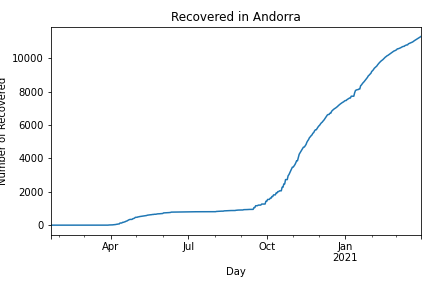 Recovered in Andorra
Number of Recovered
10000
8000
6000
4000
2000
0
Apr
Jul
Oct
Jan
2021
Day